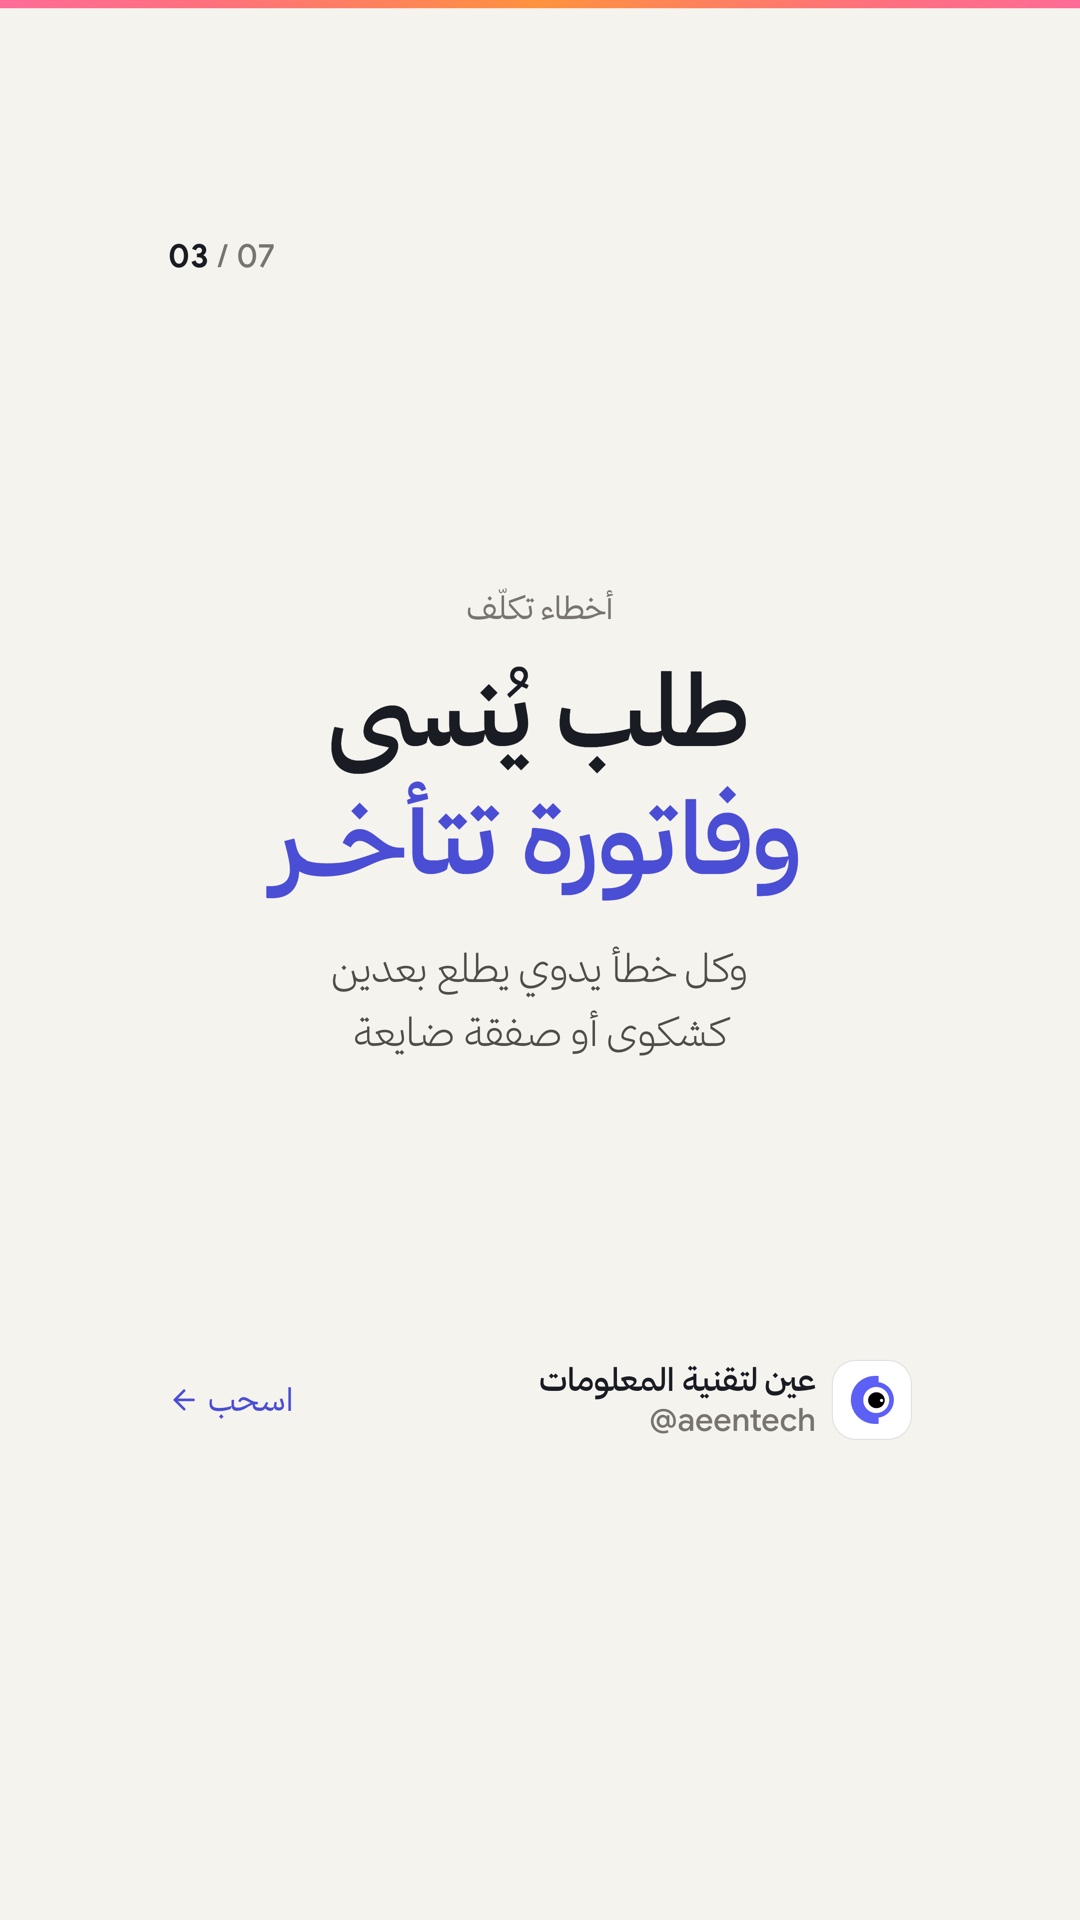 03 / 07
أخطاء تكلّف
طلب يُنسى
وفاتورة تتأخر
وكل خطأ يدوي يطلع بعدين
كشكوى أو صفقة ضايعة
عين لتقنية المعلومات
@aeentech
اسحب ←